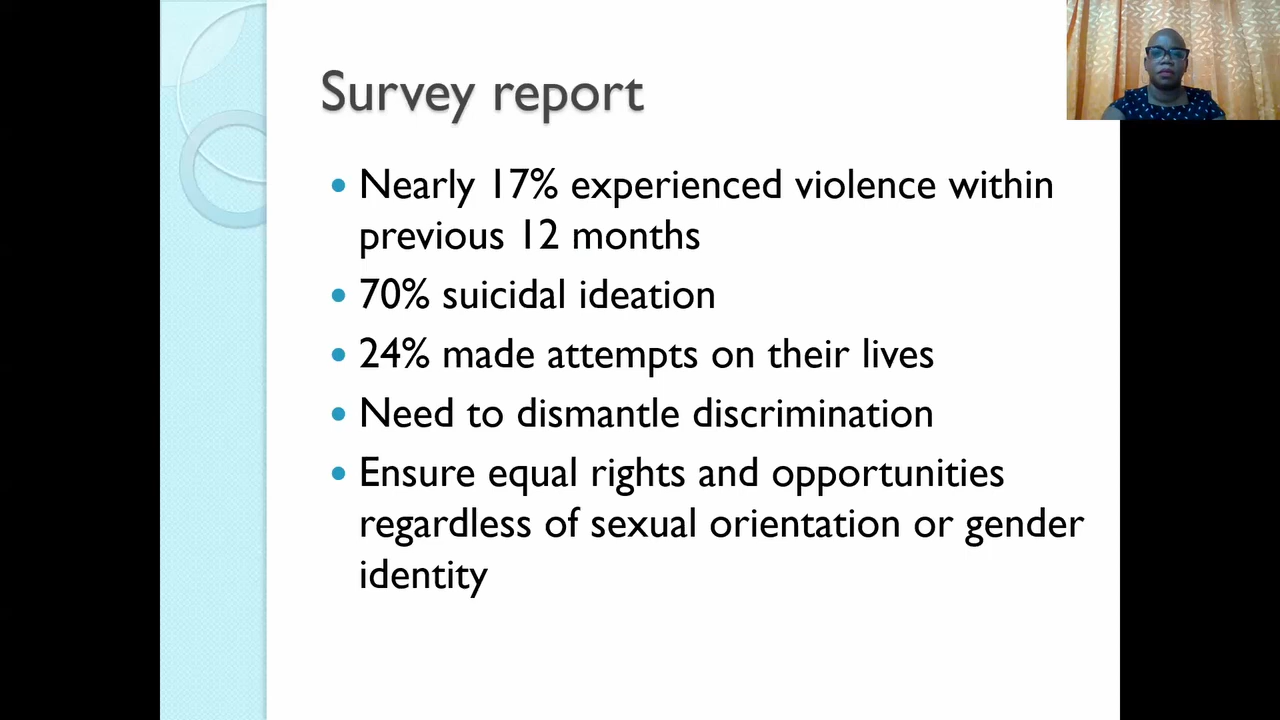 Survey report
• Nearly 17% experienced violence within
previous 12 months
• 70% suicidal ideation
• 24% made attempts on their lives
• Need to dismantle discrimination
• Ensure equal rights and opportunities
regardless of sexual orientation or gender
identity